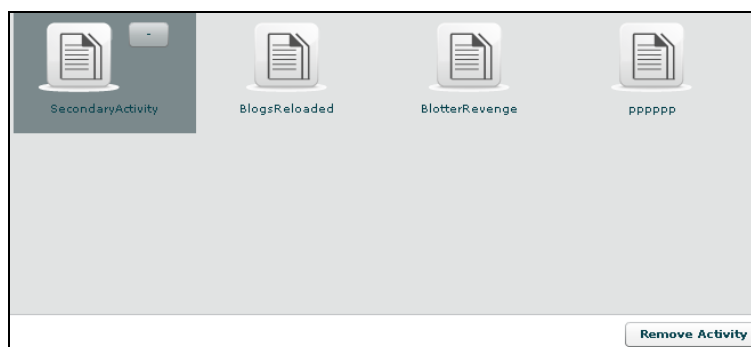 -
SecondaryActivity
BlogsReloaded
BlotterRevenge
pppppp
Remove Activity